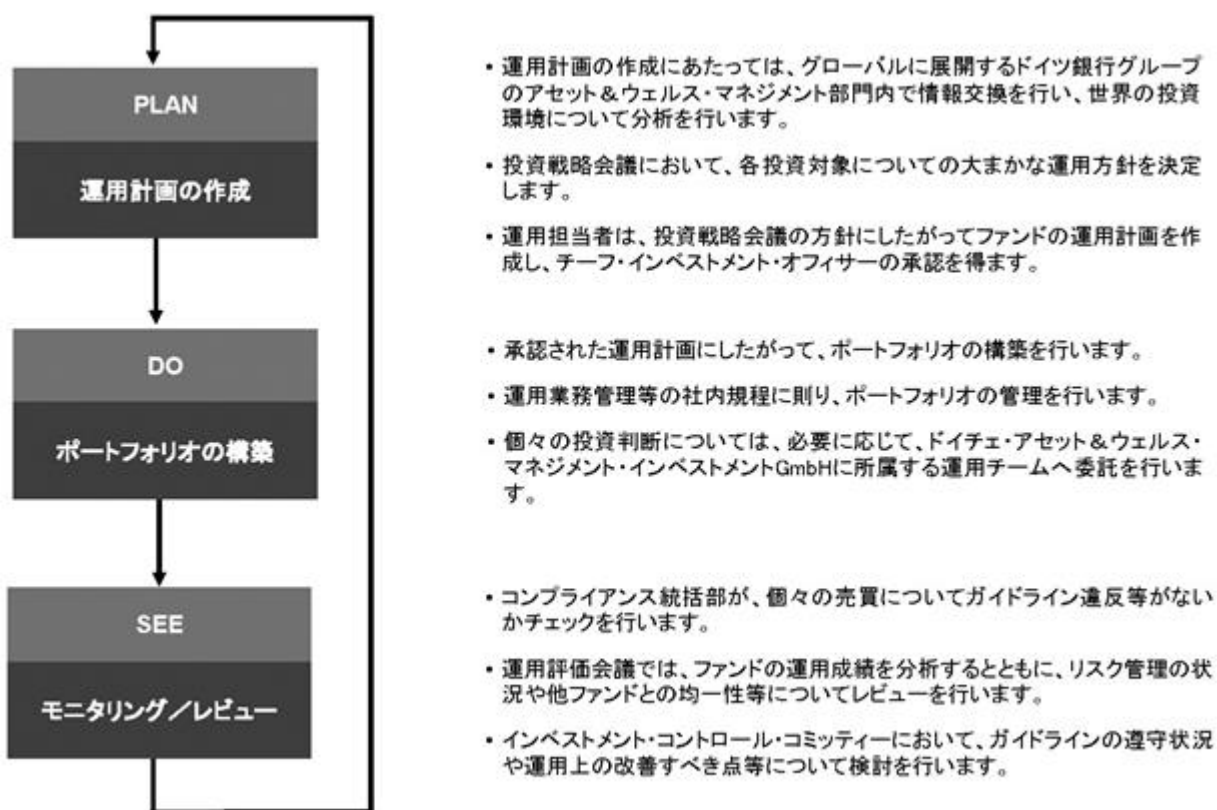 PLAN
運用計画の作成
・運用計画の作成にあたっては、グローバルに展開するドイツ銀行グループ
のアセット＆ウェルス・マネジメント部門内で情報交換を行い、世界の投資
環境について分析を行います。
・投資戦略会議において、各投資対象についての大まかな運用方針を決定
します。
・運用担当者は、投資戦略会議の方針にしたがってファンドの運用計画を作
成し、チーフ・インベストメント・オフィサーの承認を得ます。
DO
ポートフォリオの構築
・承認された運用計画にしたがって、ポートフォリオの構築を行います。
・運用業務管理等の社内規程に則り、ポートフォリオの管理を行います。
・個々の投資判断については、必要に応じて、ドイチェ・アセット＆ウェルス・
マネジメント・インベストメントGmbHに所属する運用チームへ委託を行いま
す。
SEE
モニタリング／レビュー
・コンプライアンス統括部が、個々の売買についてガイドライン違反等がない
かチェックを行います。
・運用評価会議では、ファンドの運用成績を分析するとともに、リスク管理の状
況や他ファンドとの均一性等についてレビューを行います。
・インベストメント・コントロール・コミッティーにおいて、ガイドラインの遵守状況
や運用上の改善すべき点等について検討を行います。